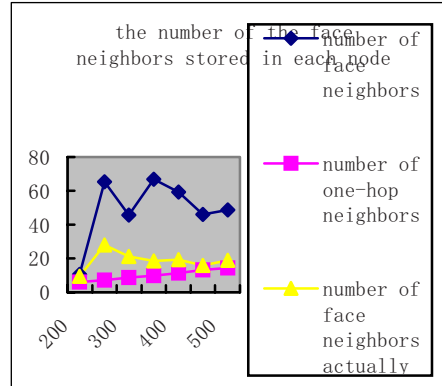 the number of the face
neighbors stored in each node
80
60
40
20
0
200
300
400
500
number of
face
neighbors
number of
one-hop
neighbors
number of
face
neighbors
actually